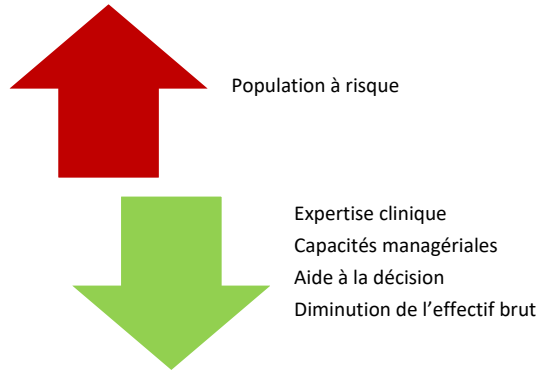 Population à risque
Expertise clinique
Capacités managériales
Aide à la décision
Diminution de l’effectif brut